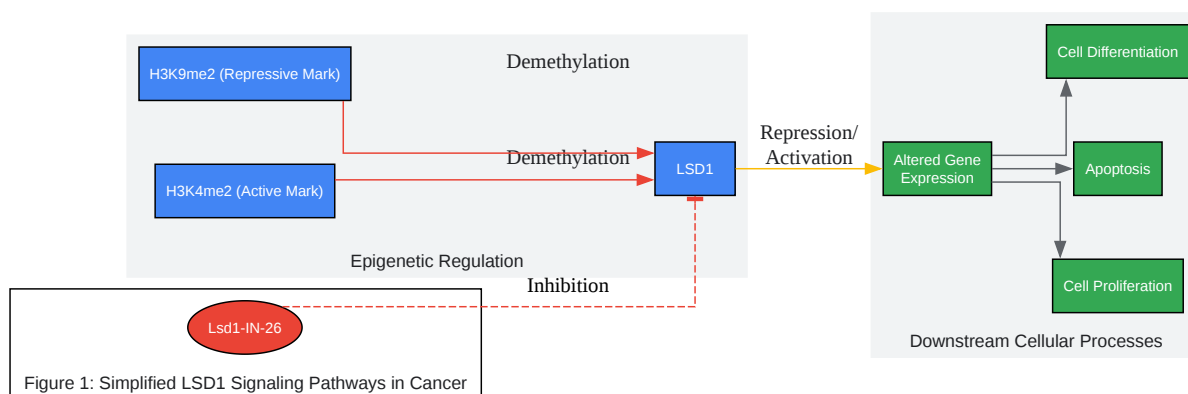 Demethylation
H3K9me2 (Repressive Mark)
Demethylation
H3K4me2 (Active Mark)
LSD1
Epigenetic Regulation
Repression/
Activation
Altered Gene
Expression
Cell Differentiation
Apoptosis
Cell Proliferation
Downstream Cellular Processes
Inhibition
Lsd1-IN-26
Figure 1: Simplified LSD1 Signaling Pathways in Cancer